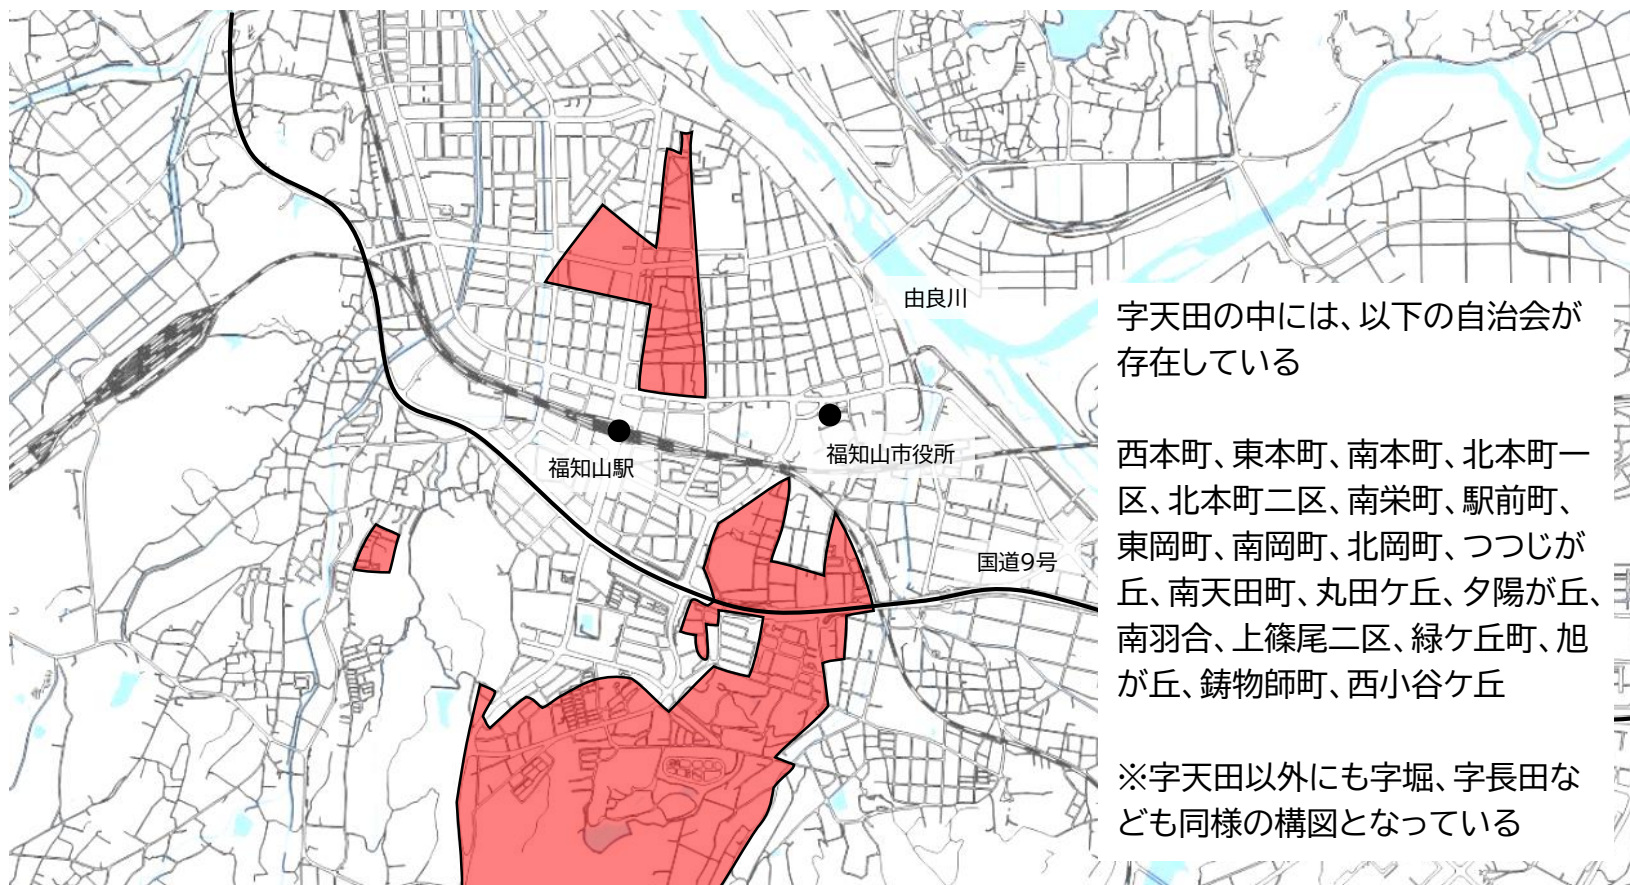 由良川
福知山駅
福知山市役所
国道9号
字天田の中には、以下の自治会が
存在している
西本町、東本町、南本町、北本町一
区、北本町二区、南栄町、駅前町、
東岡町、南岡町、北岡町、つつじが
丘、南天田町、丸田ケ丘、夕陽が丘、
南羽合、上篠尾二区、緑ケ丘町、旭
が丘、鋳物師町、西小谷ケ丘
※字天田以外にも字堀、字長田な
ども同様の構図となっている